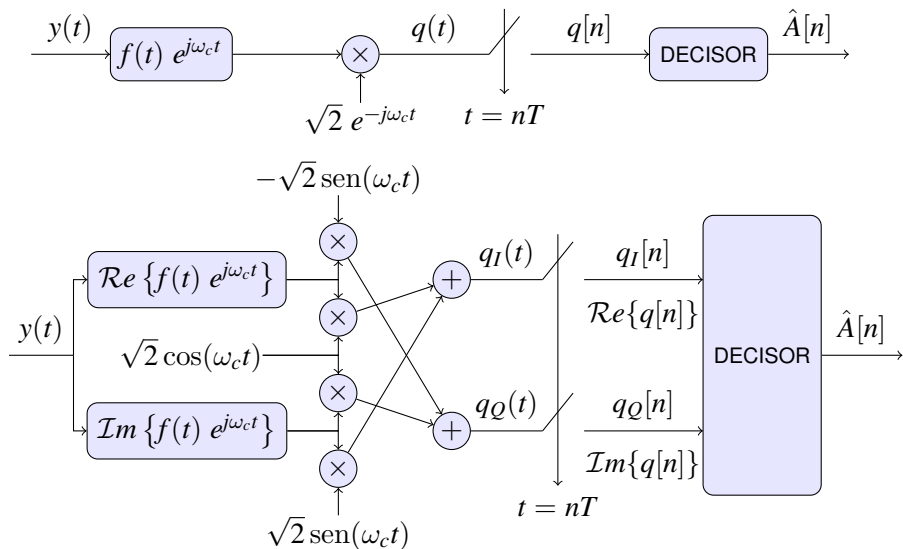 y(t)
f(t) e^{jω_c t}
×
√2 e^{-jω_c t}
q(t)
t = nT
q[n]
DECISOR
Â[n]
−√2 sen(ω_c t)
×
y(t)
Re {f(t) e^{jω_c t}}
×
√2 cos(ω_c t)
×
Im {f(t) e^{jω_c t}}
×
√2 sen(ω_c t)
+
q_I(t)
+
q_Q(t)
t = nT
q_I[n]
Re{q[n]}
q_Q[n]
Im{q[n]}
DECISOR
Â[n]